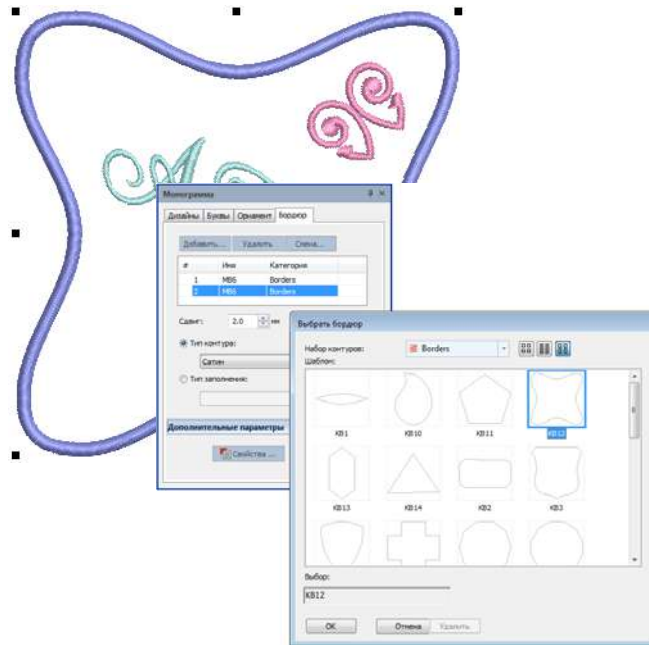 Монограмма
Дизайны Буквы Орнамент Бордюр
Добавить... Удалить Смена...
# Имя Категория
1 MB6 Borders
2 MB6 Borders
Сдвиг: 2.0 мм
Тип контура:
Сатин
Тип заполнения:
Дополнительные параметры
Свойства ...
Выбрать бордюр
Набор контуров: Borders
Шаблон:
KB1 KB10 KB11 KB12
KB13 KB14 KB2 KB3
Выбор:
KB12
OK Отмена Удалить